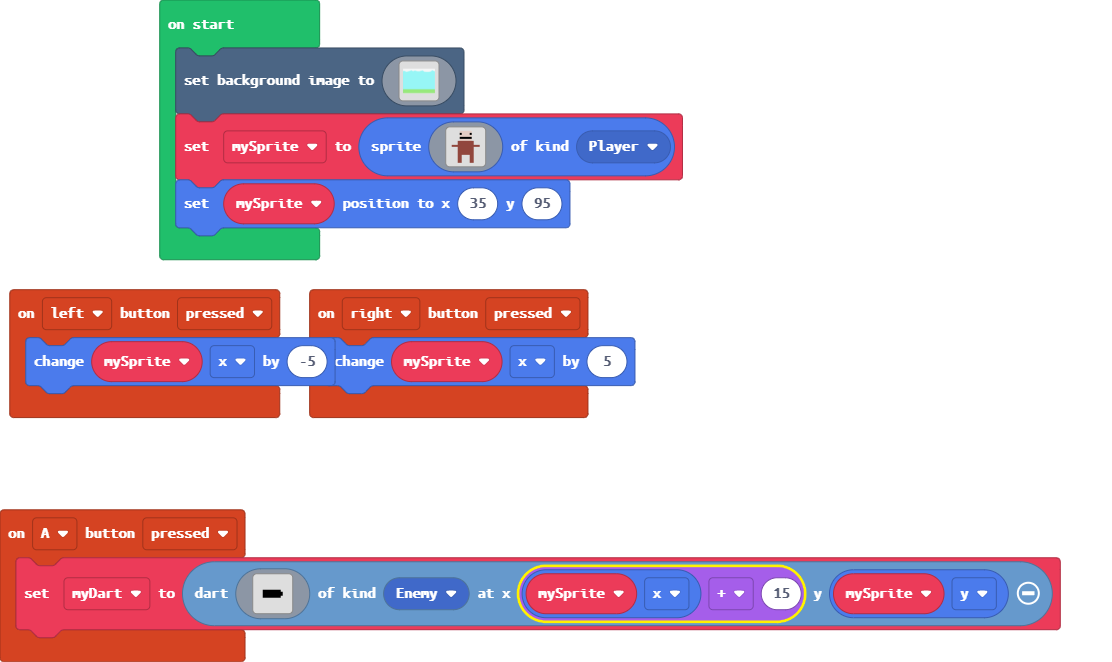 on start
set background image to
set mySprite to sprite of kind Player
set mySprite position to x 35 y 95
on left button pressed
change mySprite x by -5
on right button pressed
change mySprite x by 5
on A button pressed
set myDart to dart of kind Enemy at x mySprite x + 15 y mySprite y